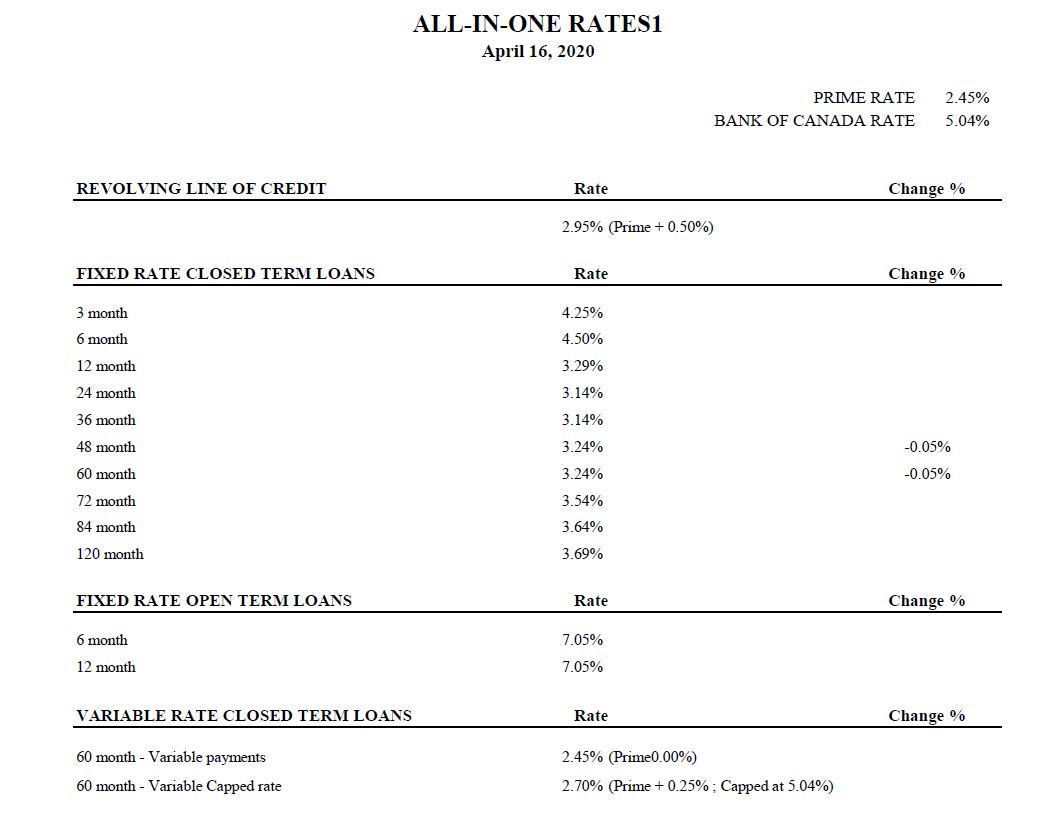 ALL-IN-ONE RATES1
April 16, 2020
PRIME RATE 2.45%
BANK OF CANADA RATE 5.04%
REVOLVING LINE OF CREDIT Rate Change %
2.95% (Prime + 0.50%)
FIXED RATE CLOSED TERM LOANS Rate Change %
3 month 4.25%
6 month 4.50%
12 month 3.29%
24 month 3.14%
36 month 3.14%
48 month 3.24% -0.05%
60 month 3.24% -0.05%
72 month 3.54%
84 month 3.64%
120 month 3.69%
FIXED RATE OPEN TERM LOANS Rate Change %
6 month 7.05%
12 month 7.05%
VARIABLE RATE CLOSED TERM LOANS Rate Change %
60 month - Variable payments 2.45% (Prime0.00%)
60 month - Variable Capped rate 2.70% (Prime + 0.25% ; Capped at 5.04%)